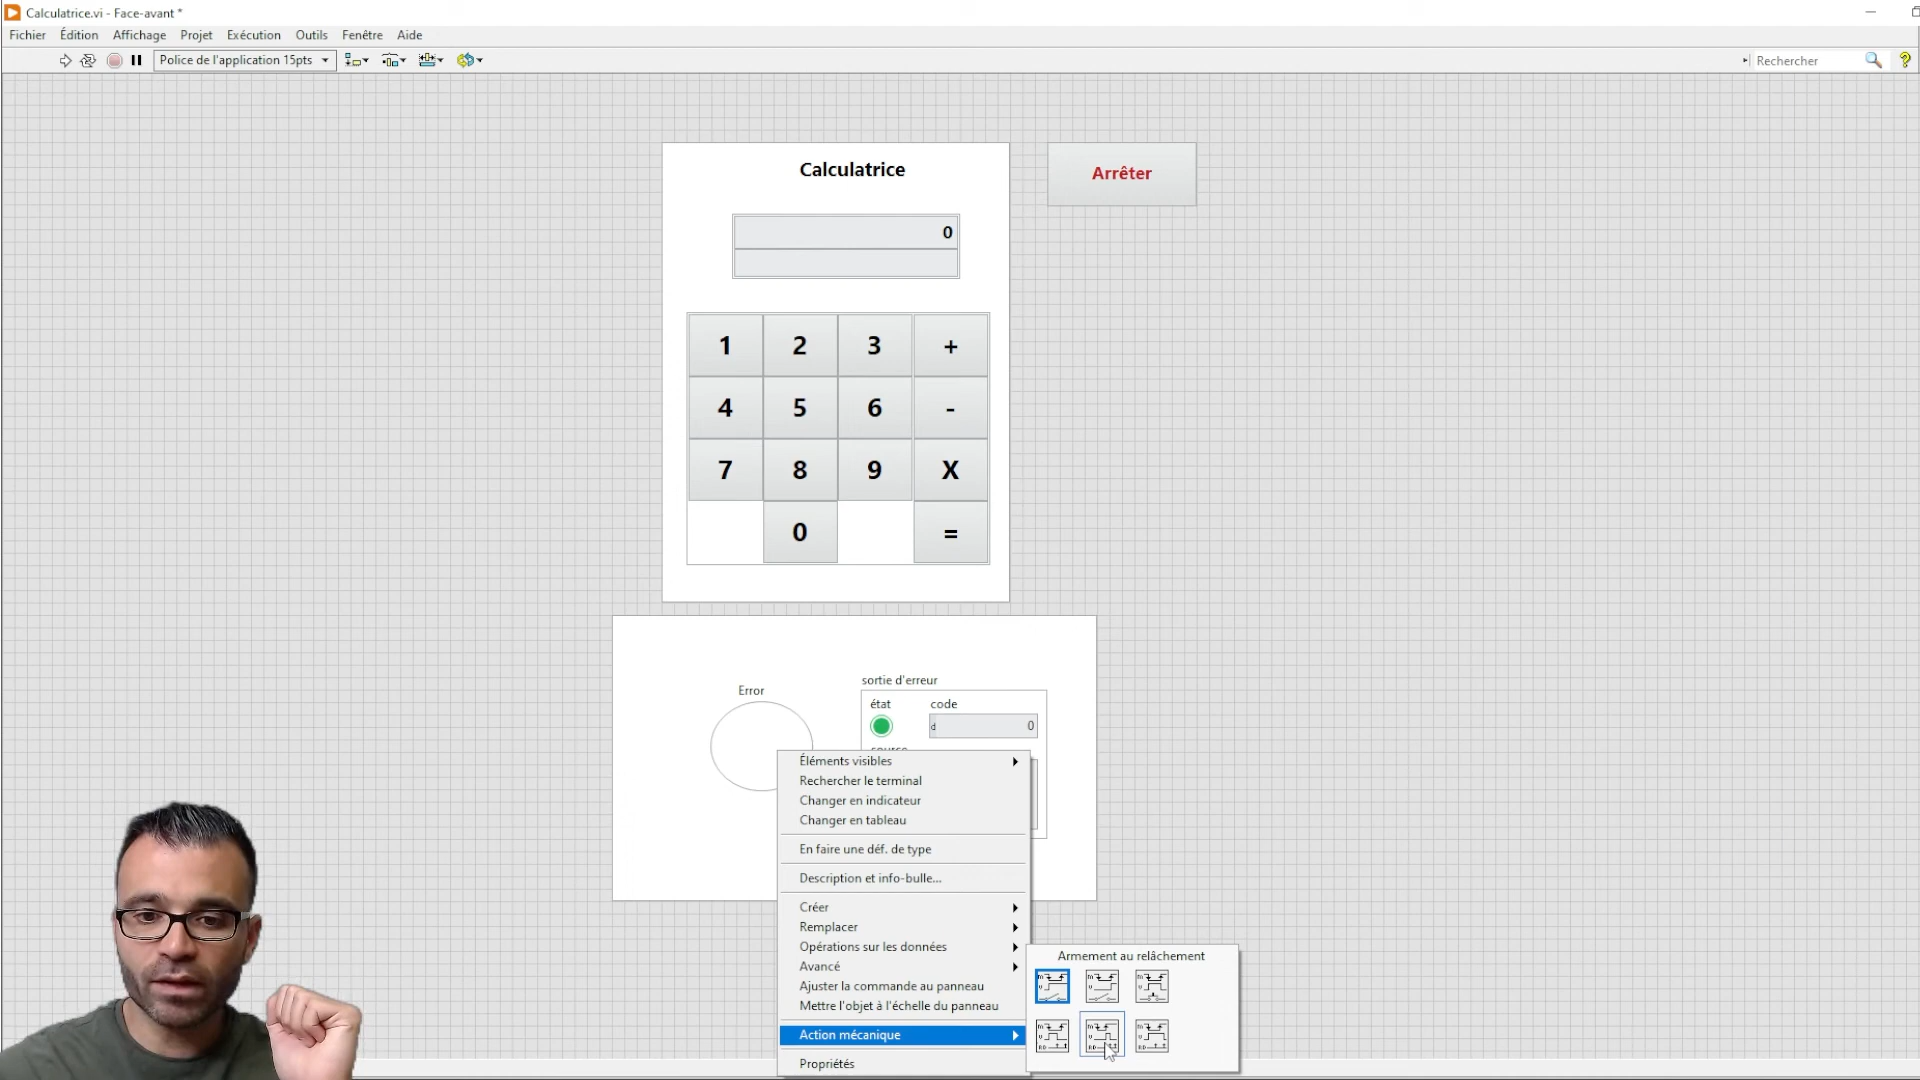 Calculatrice.vi - Face-avant *
Fichier Édition Affichage Projet Exécution Outils Fenêtre Aide
Police de l'application 15pts
Rechercher
?
Calculatrice
Arrêter
0
1 2 3 +
4 5 6 -
7 8 9 X
0 =
sortie d'erreur
Error
état code
d 0
Éléments visibles
Rechercher le terminal
Changer en indicateur
Changer en tableau
En faire une déf. de type
Description et info-bulle...
Créer
Remplacer
Opérations sur les données
Avancé
Ajuster la commande au panneau
Mettre l'objet à l'échelle du panneau
Action mécanique
Propriétés
Armement au relâchement